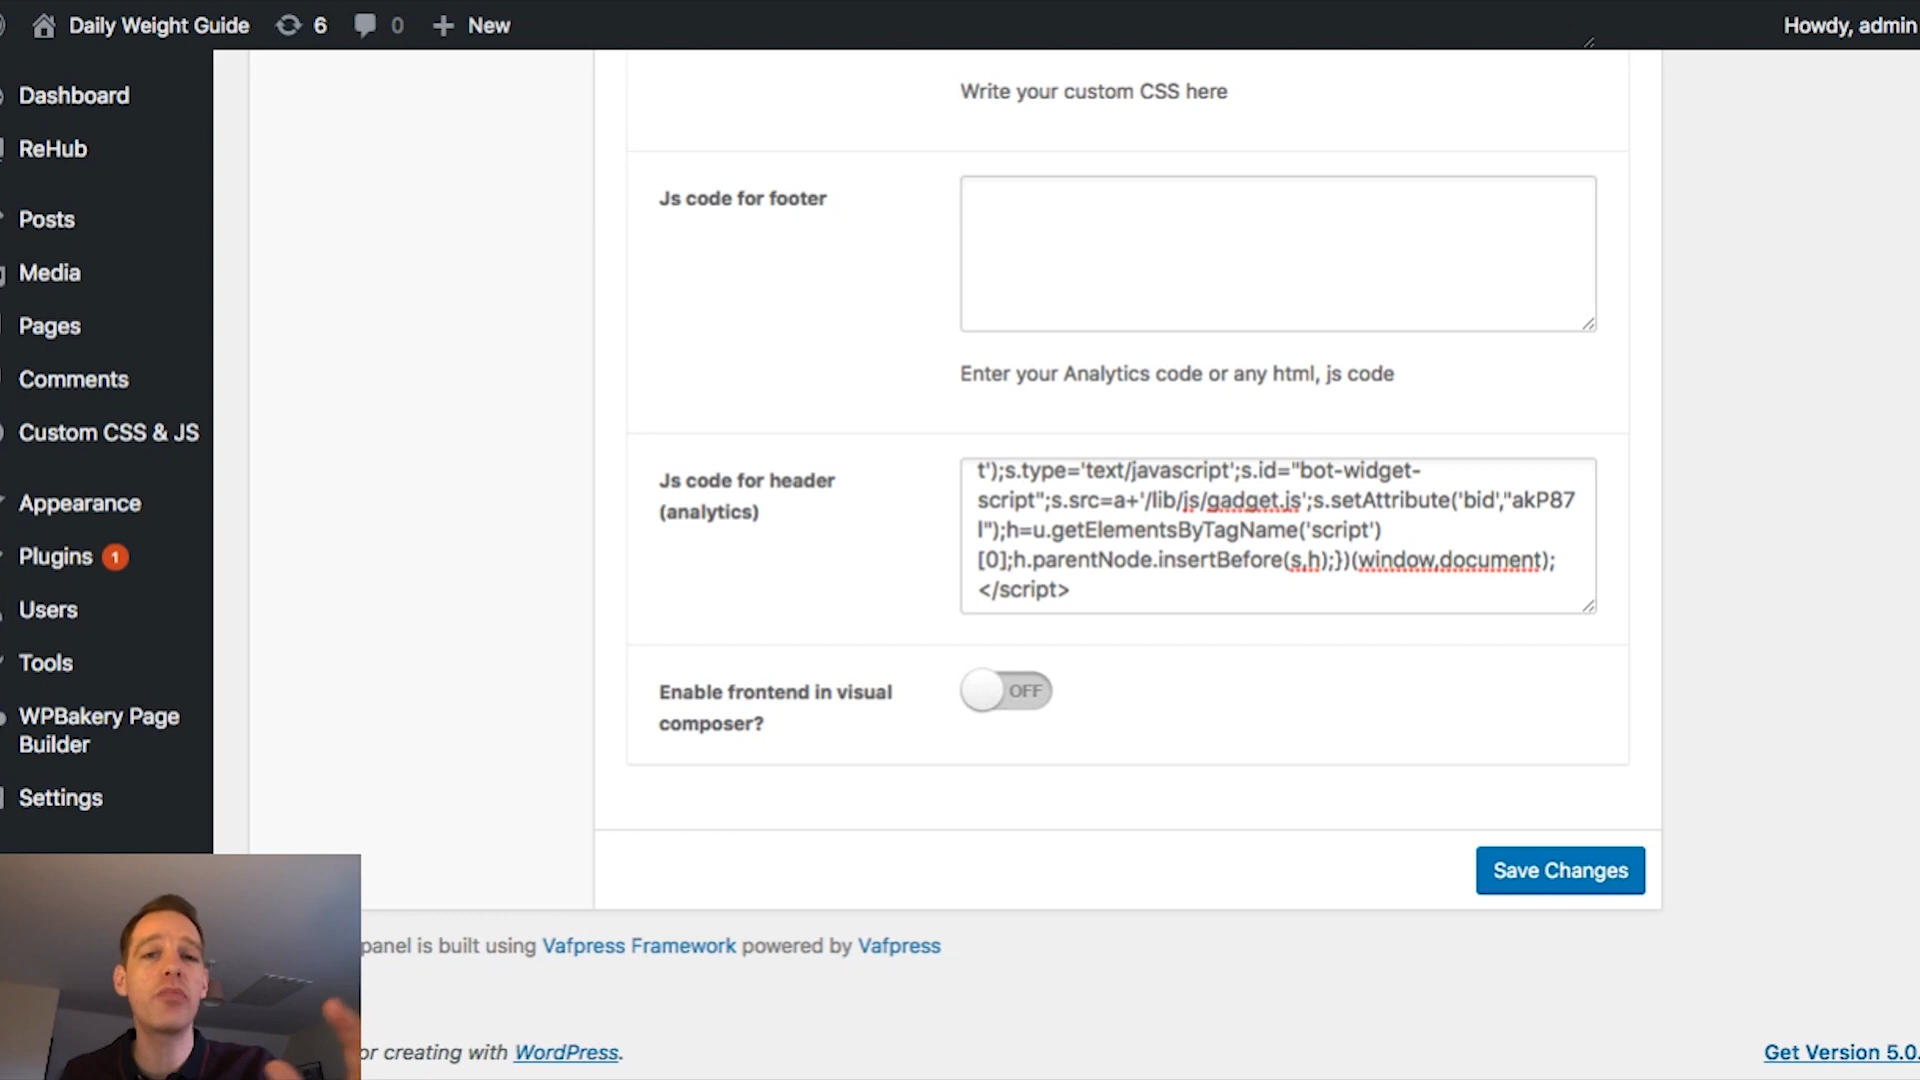 Daily Weight Guide 6 0 New Howdy, admin
Dashboard
ReHub
Posts
Media
Pages
Comments
Custom CSS & JS
Appearance
Plugins 1
Users
Tools
WPBakery Page
Builder
Settings
Write your custom CSS here
Js code for footer
Enter your Analytics code or any html, js code
Js code for header
(analytics)
t');s.type='text/javascript';s.id="bot-widget-
script";s.src=a+'/lib/js/gadget.js';s.setAttribute('bid',"akP87
l");h=u.getElementsByTagName('script')
[0];h.parentNode.insertBefore(s,h);})(window,document);
</script>
Enable frontend in visual
composer?
OFF
Save Changes
panel is built using Vafpress Framework powered by Vafpress
or creating with WordPress.
Get Version 5.0.